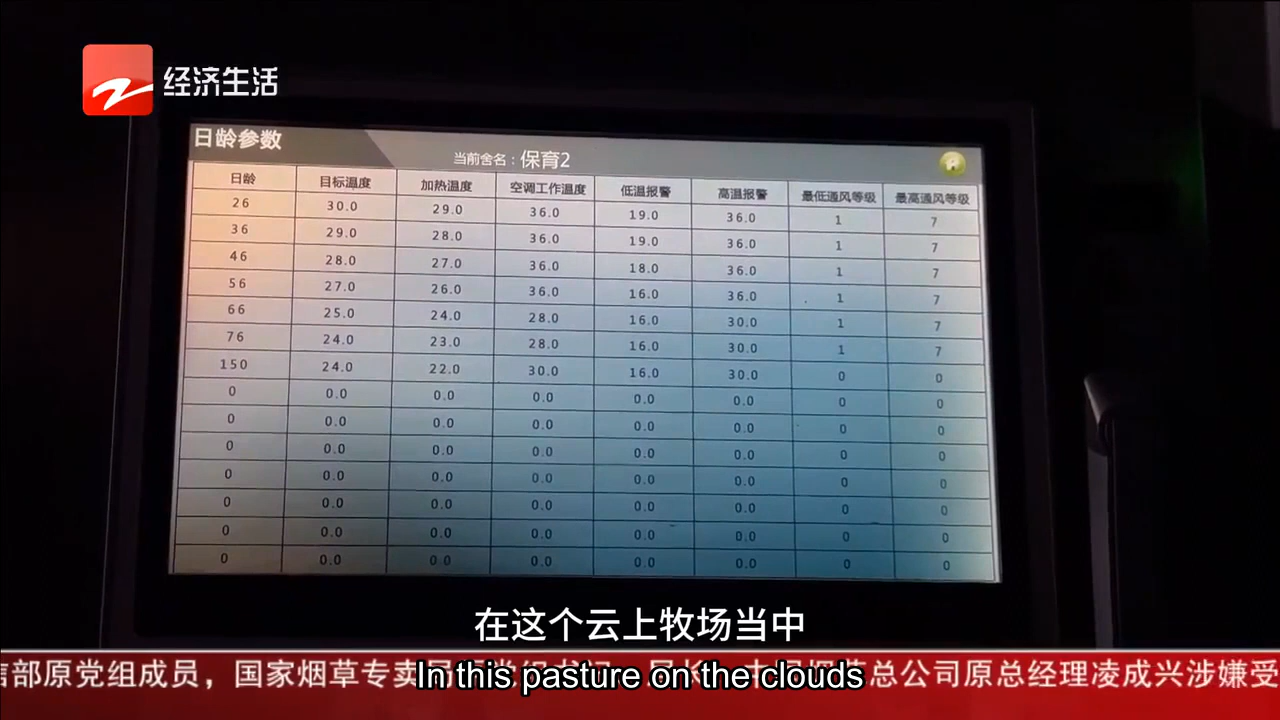 经济生活
日龄参数
当前舍名：保育2
日龄 目标温度 加热温度 空调工作温度 低温报警 高温报警 最低通风等级 最高通风等级
26 30.0 29.0 36.0 19.0 36.0 1 7
36 29.0 28.0 36.0 19.0 36.0 1 7
46 28.0 27.0 36.0 18.0 36.0 1 7
56 27.0 26.0 36.0 16.0 36.0 1 7
66 25.0 24.0 28.0 16.0 30.0 1 7
76 24.0 23.0 28.0 16.0 30.0 1 7
150 24.0 22.0 30.0 16.0 30.0 0 0
0 0.0 0.0 0.0 0.0 0.0 0 0
0 0.0 0.0 0.0 0.0 0.0 0 0
0 0.0 0.0 0.0 0.0 0.0 0 0
0 0.0 0.0 0.0 0.0 0.0 0 0
0 0.0 0.0 0.0 0.0 0.0 0 0
0 0.0 0.0 0.0 0.0 0.0 0 0
0 0.0 0 0 0.0 0.0 0.0 0 0
在这个云上牧场当中
信部原党组成员，国家烟草专卖 总公司原总经理凌成兴涉嫌受
In this pasture on the clouds